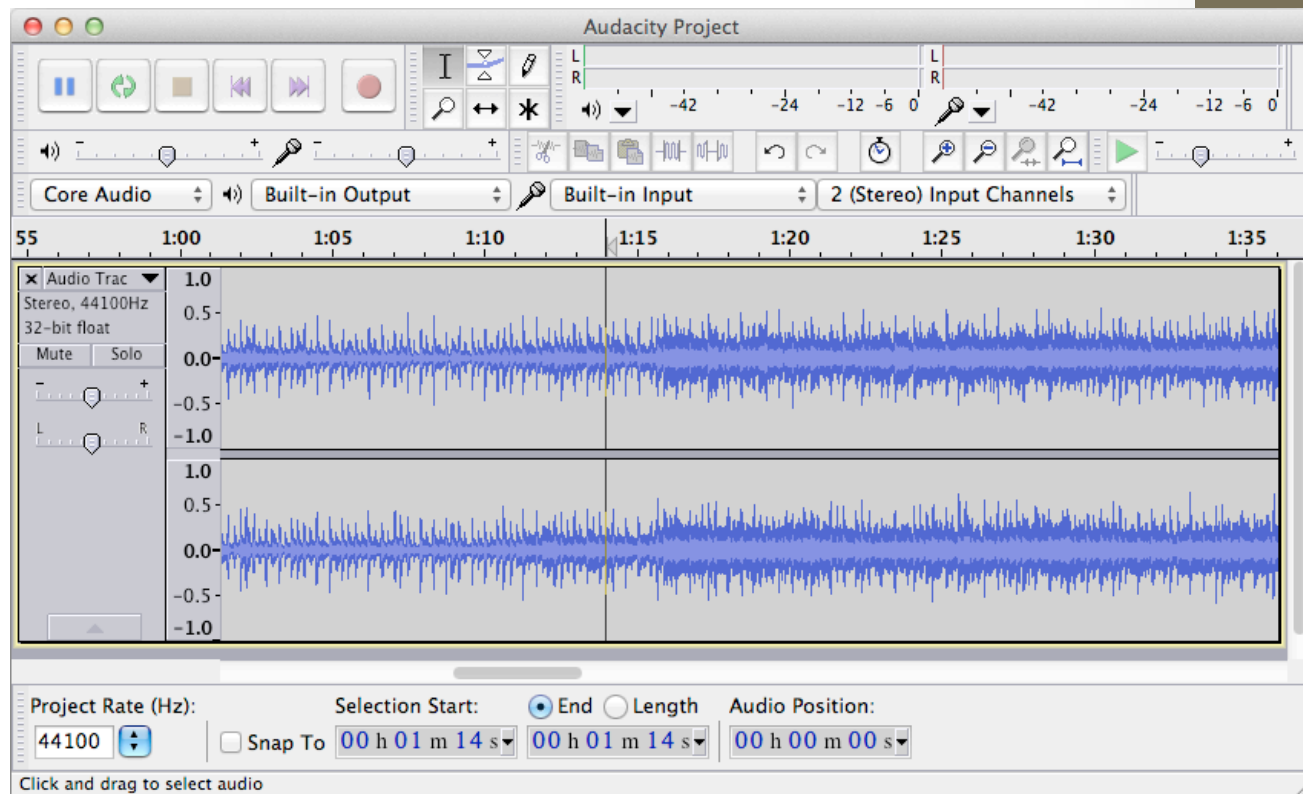 Audacity Project
L
R
-42 -24 -12 -6 0
L
R
-42 -24 -12 -6 0
- + - + - +
Core Audio Built-in Output Built-in Input 2 (Stereo) Input Channels
55 1:00 1:05 1:10 1:15 1:20 1:25 1:30 1:35
x Audio Trac
Stereo, 44100Hz
32-bit float
Mute Solo
- +
L R
1.0
0.5-
0.0-
-0.5-
-1.0
1.0
0.5-
0.0-
-0.5-
-1.0
Project Rate (Hz): Selection Start: End Length Audio Position:
44100 Snap To 00 h 01 m 14 s 00 h 01 m 14 s 00 h 00 m 00 s
Click and drag to select audio